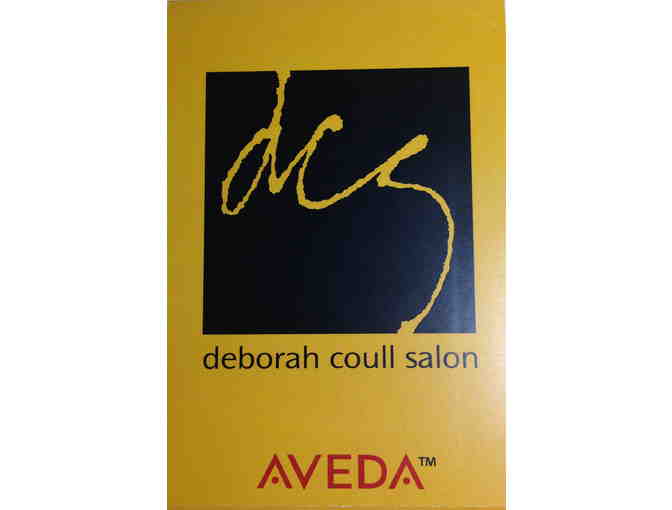 dcs
deborah coull salon
AVEDA™